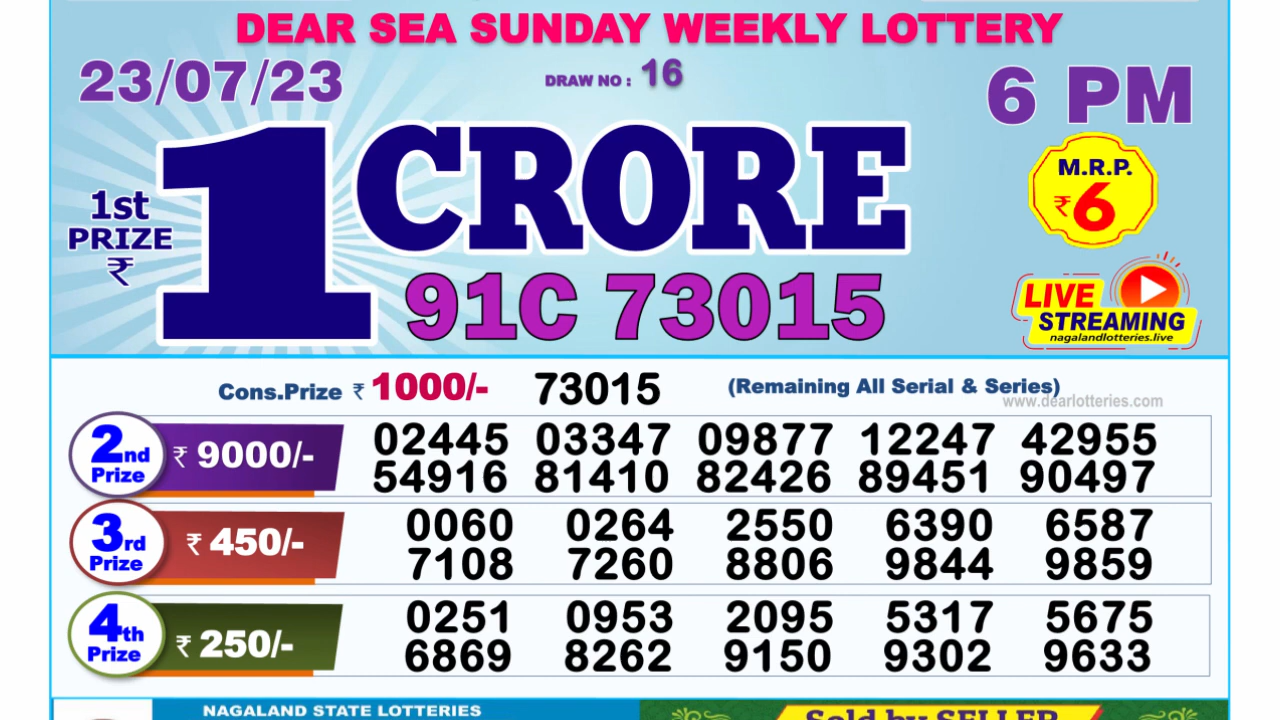 DEAR SEA SUNDAY WEEKLY LOTTERY
23/07/23
DRAW NO : 16
6 PM
M.R.P.
₹6
1st
PRIZE
₹
1 CRORE
91C 73015
LIVE
STREAMING
nagalandlotteries.live
Cons.Prize ₹ 1000/- 73015 (Remaining All Serial & Series)
www.dearlotteries.com
2nd Prize ₹ 9000/-
02445 03347 09877 12247 42955
54916 81410 82426 89451 90497
3rd Prize ₹ 450/-
0060 0264 2550 6390 6587
7108 7260 8806 9844 9859
4th Prize ₹ 250/-
0251 0953 2095 5317 5675
6869 8262 9150 9302 9633
NAGALAND STATE LOTTERIES
Sold by SELLER